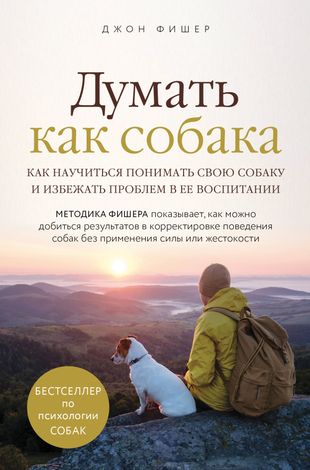 ДЖОН ФИШЕР
Думать
как собака
КАК НАУЧИТЬСЯ ПОНИМАТЬ СВОЮ СОБАКУ
И ИЗБЕЖАТЬ ПРОБЛЕМ В ЕЕ ВОСПИТАНИИ
МЕТОДИКА ФИШЕРА показывает, как можно
добиться результатов в корректировке поведения
собак без применения силы или жестокости
БЕСТСЕЛЛЕР
по
психологии
СОБАК